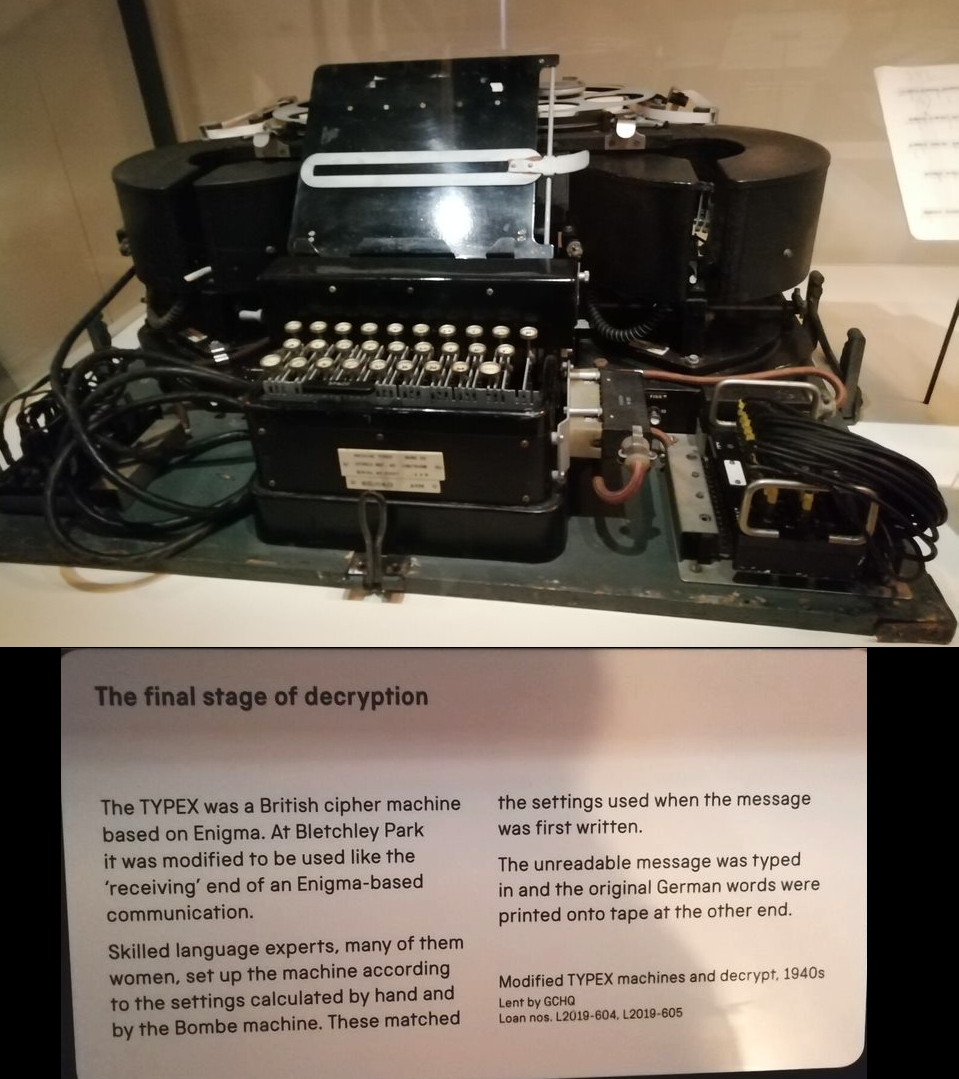 The final stage of decryption
The TYPEX was a British cipher machine
based on Enigma. At Bletchley Park
it was modified to be used like the
‘receiving’ end of an Enigma-based
communication.
Skilled language experts, many of them
women, set up the machine according
to the settings calculated by hand and
by the Bombe machine. These matched
the settings used when the message
was first written.
The unreadable message was typed
in and the original German words were
printed onto tape at the other end.
Modified TYPEX machines and decrypt, 1940s
Lent by GCHQ
Loan nos. L2019-604, L2019-605